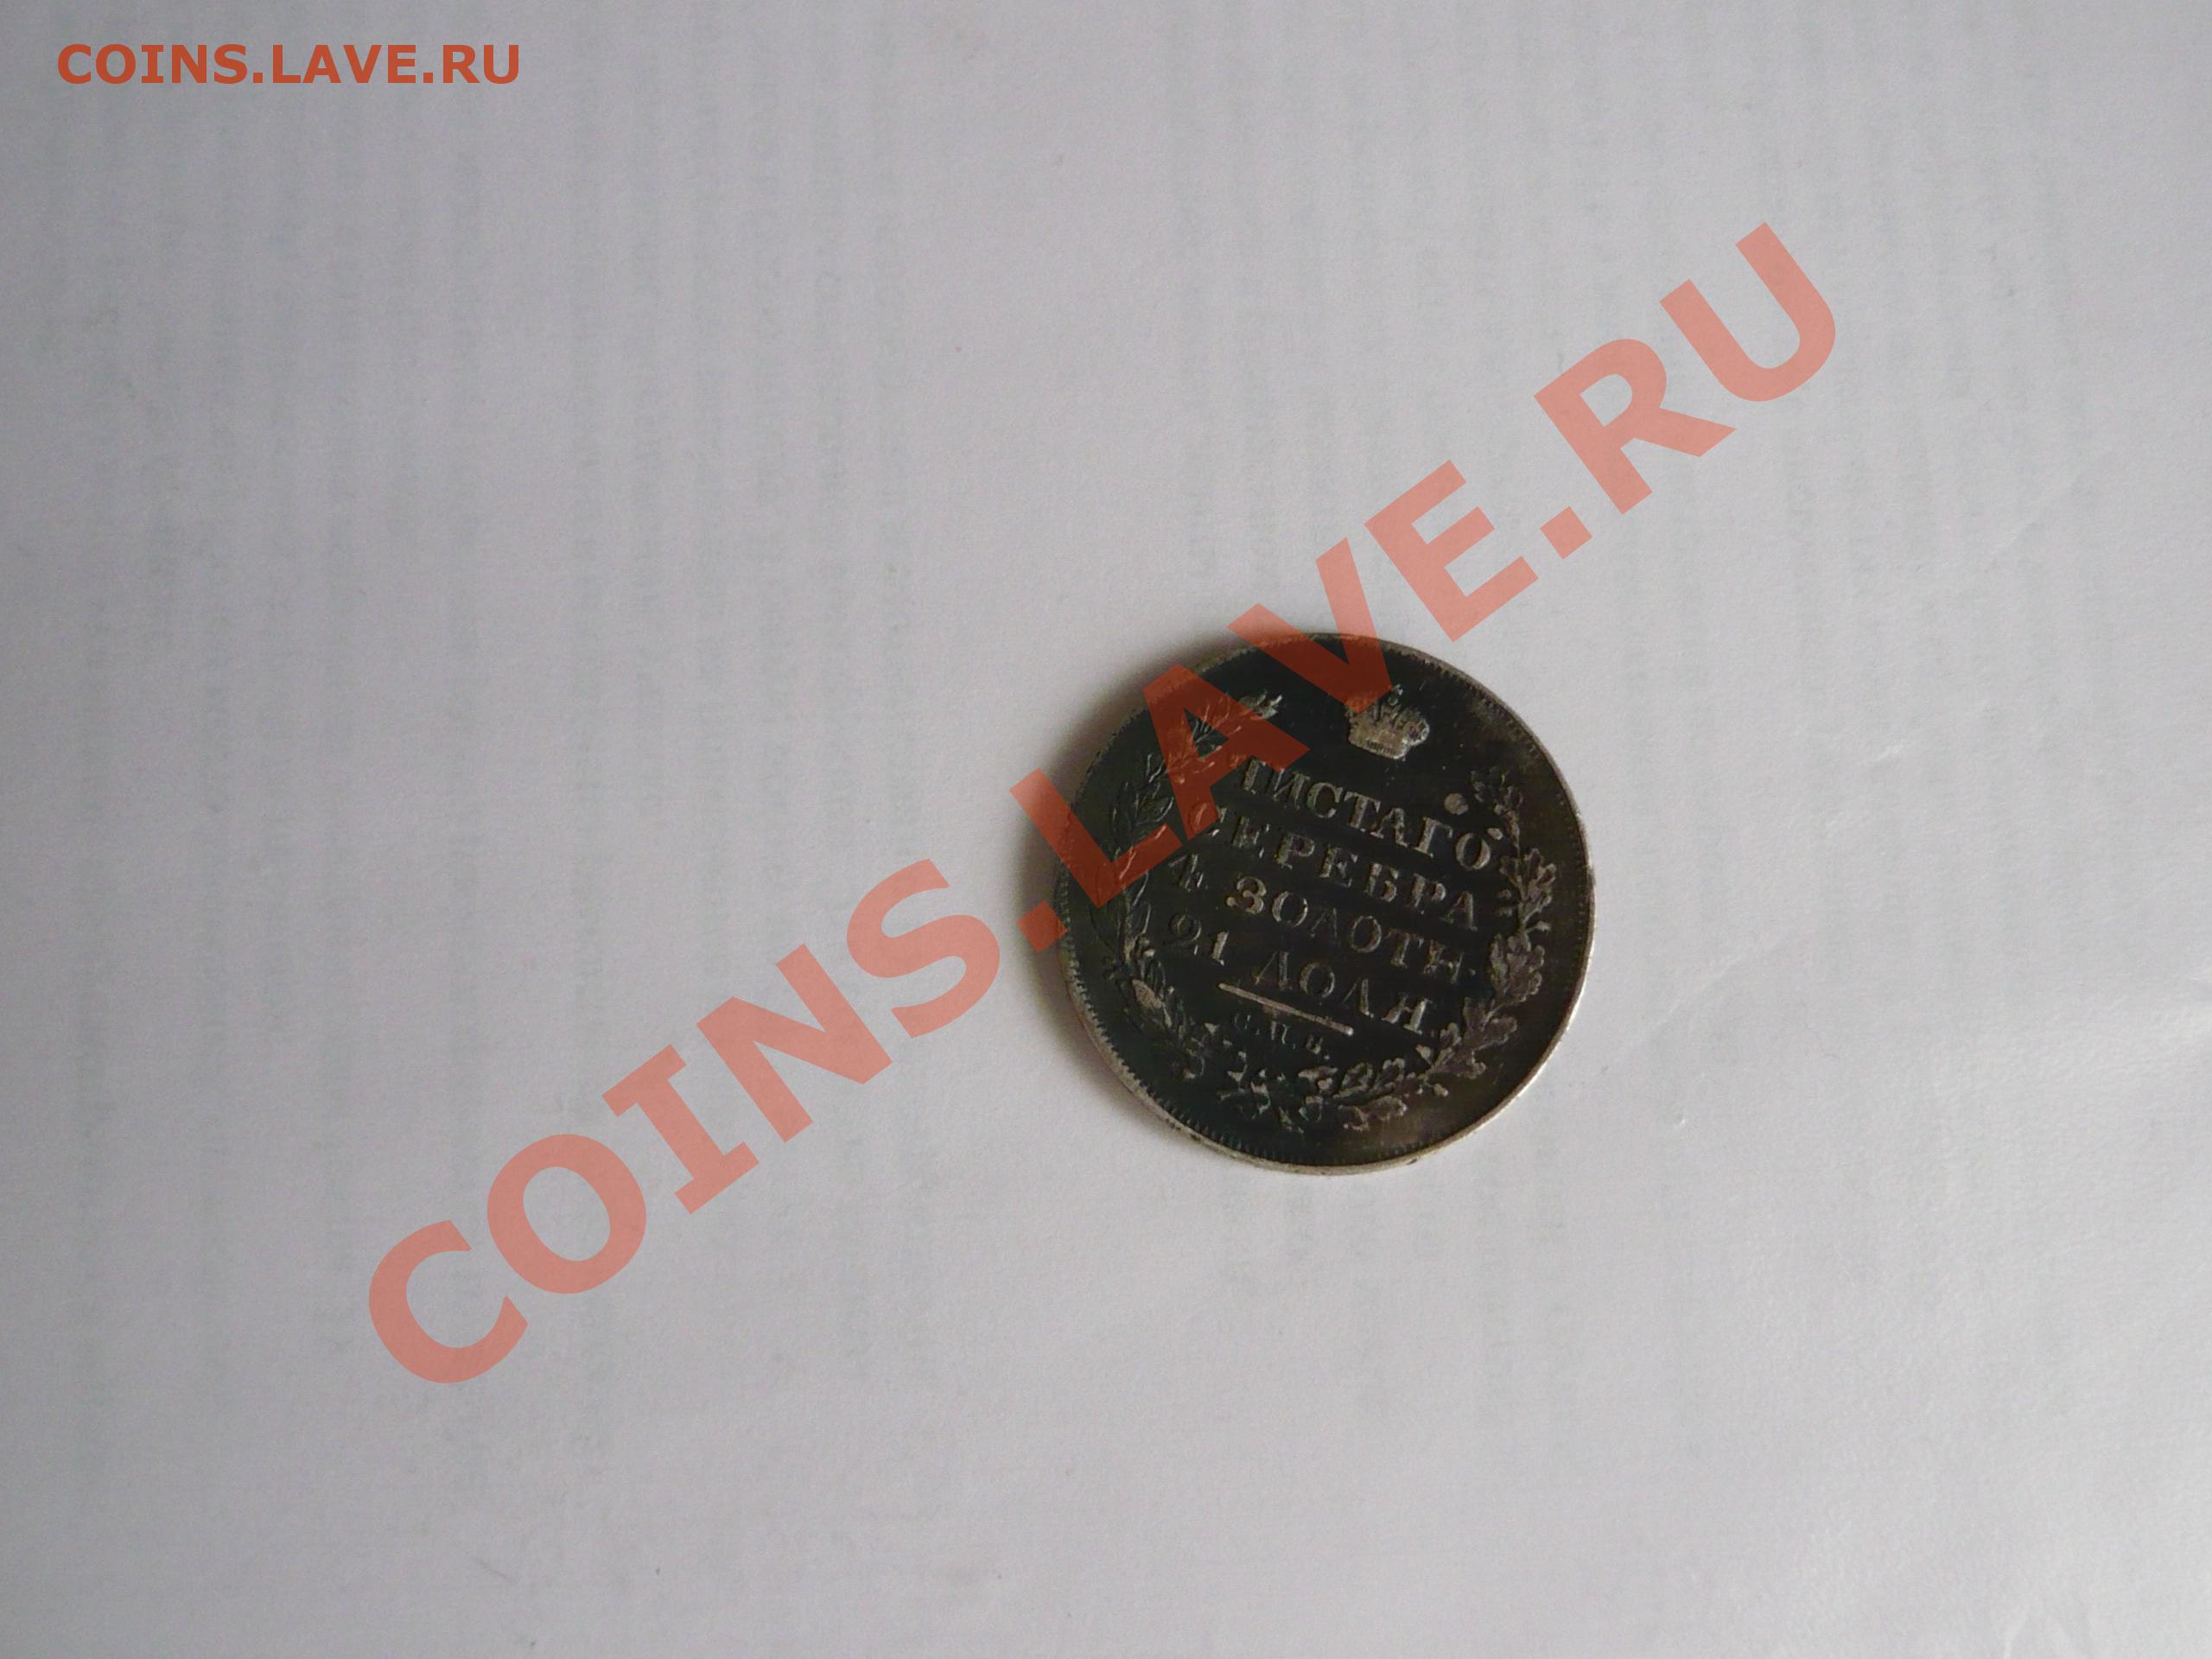 COINS.LAVE.RU
COINS.LAVE.RU
ЧИСТАГО
СЕРЕБРА
4. ЗОЛОТН.
21 ДОЛЯ.
С.П.Б.